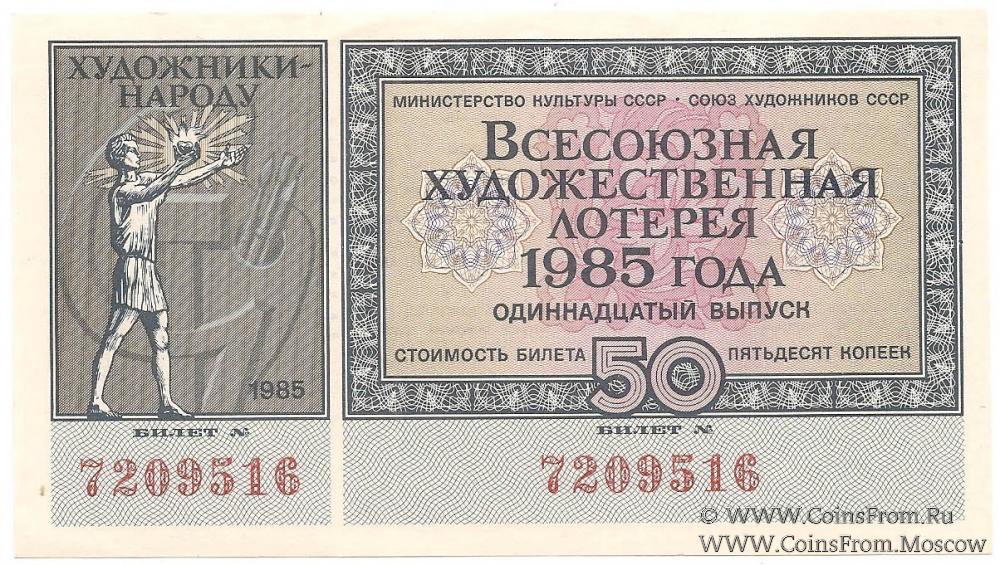 ХУДОЖНИКИ-
НАРОДУ
1985
БИЛЕТ №
7209516
МИНИСТЕРСТВО КУЛЬТУРЫ СССР · СОЮЗ ХУДОЖНИКОВ СССР
ВСЕСОЮЗНАЯ
ХУДОЖЕСТВЕННАЯ
ЛОТЕРЕЯ
1985 ГОДА
ОДИННАДЦАТЫЙ ВЫПУСК
СТОИМОСТЬ БИЛЕТА 50 ПЯТЬДЕСЯТ КОПЕЕК
БИЛЕТ №
7209516
© WWW.CoinsFrom.Ru
WWW.CoinsFrom.Moscow